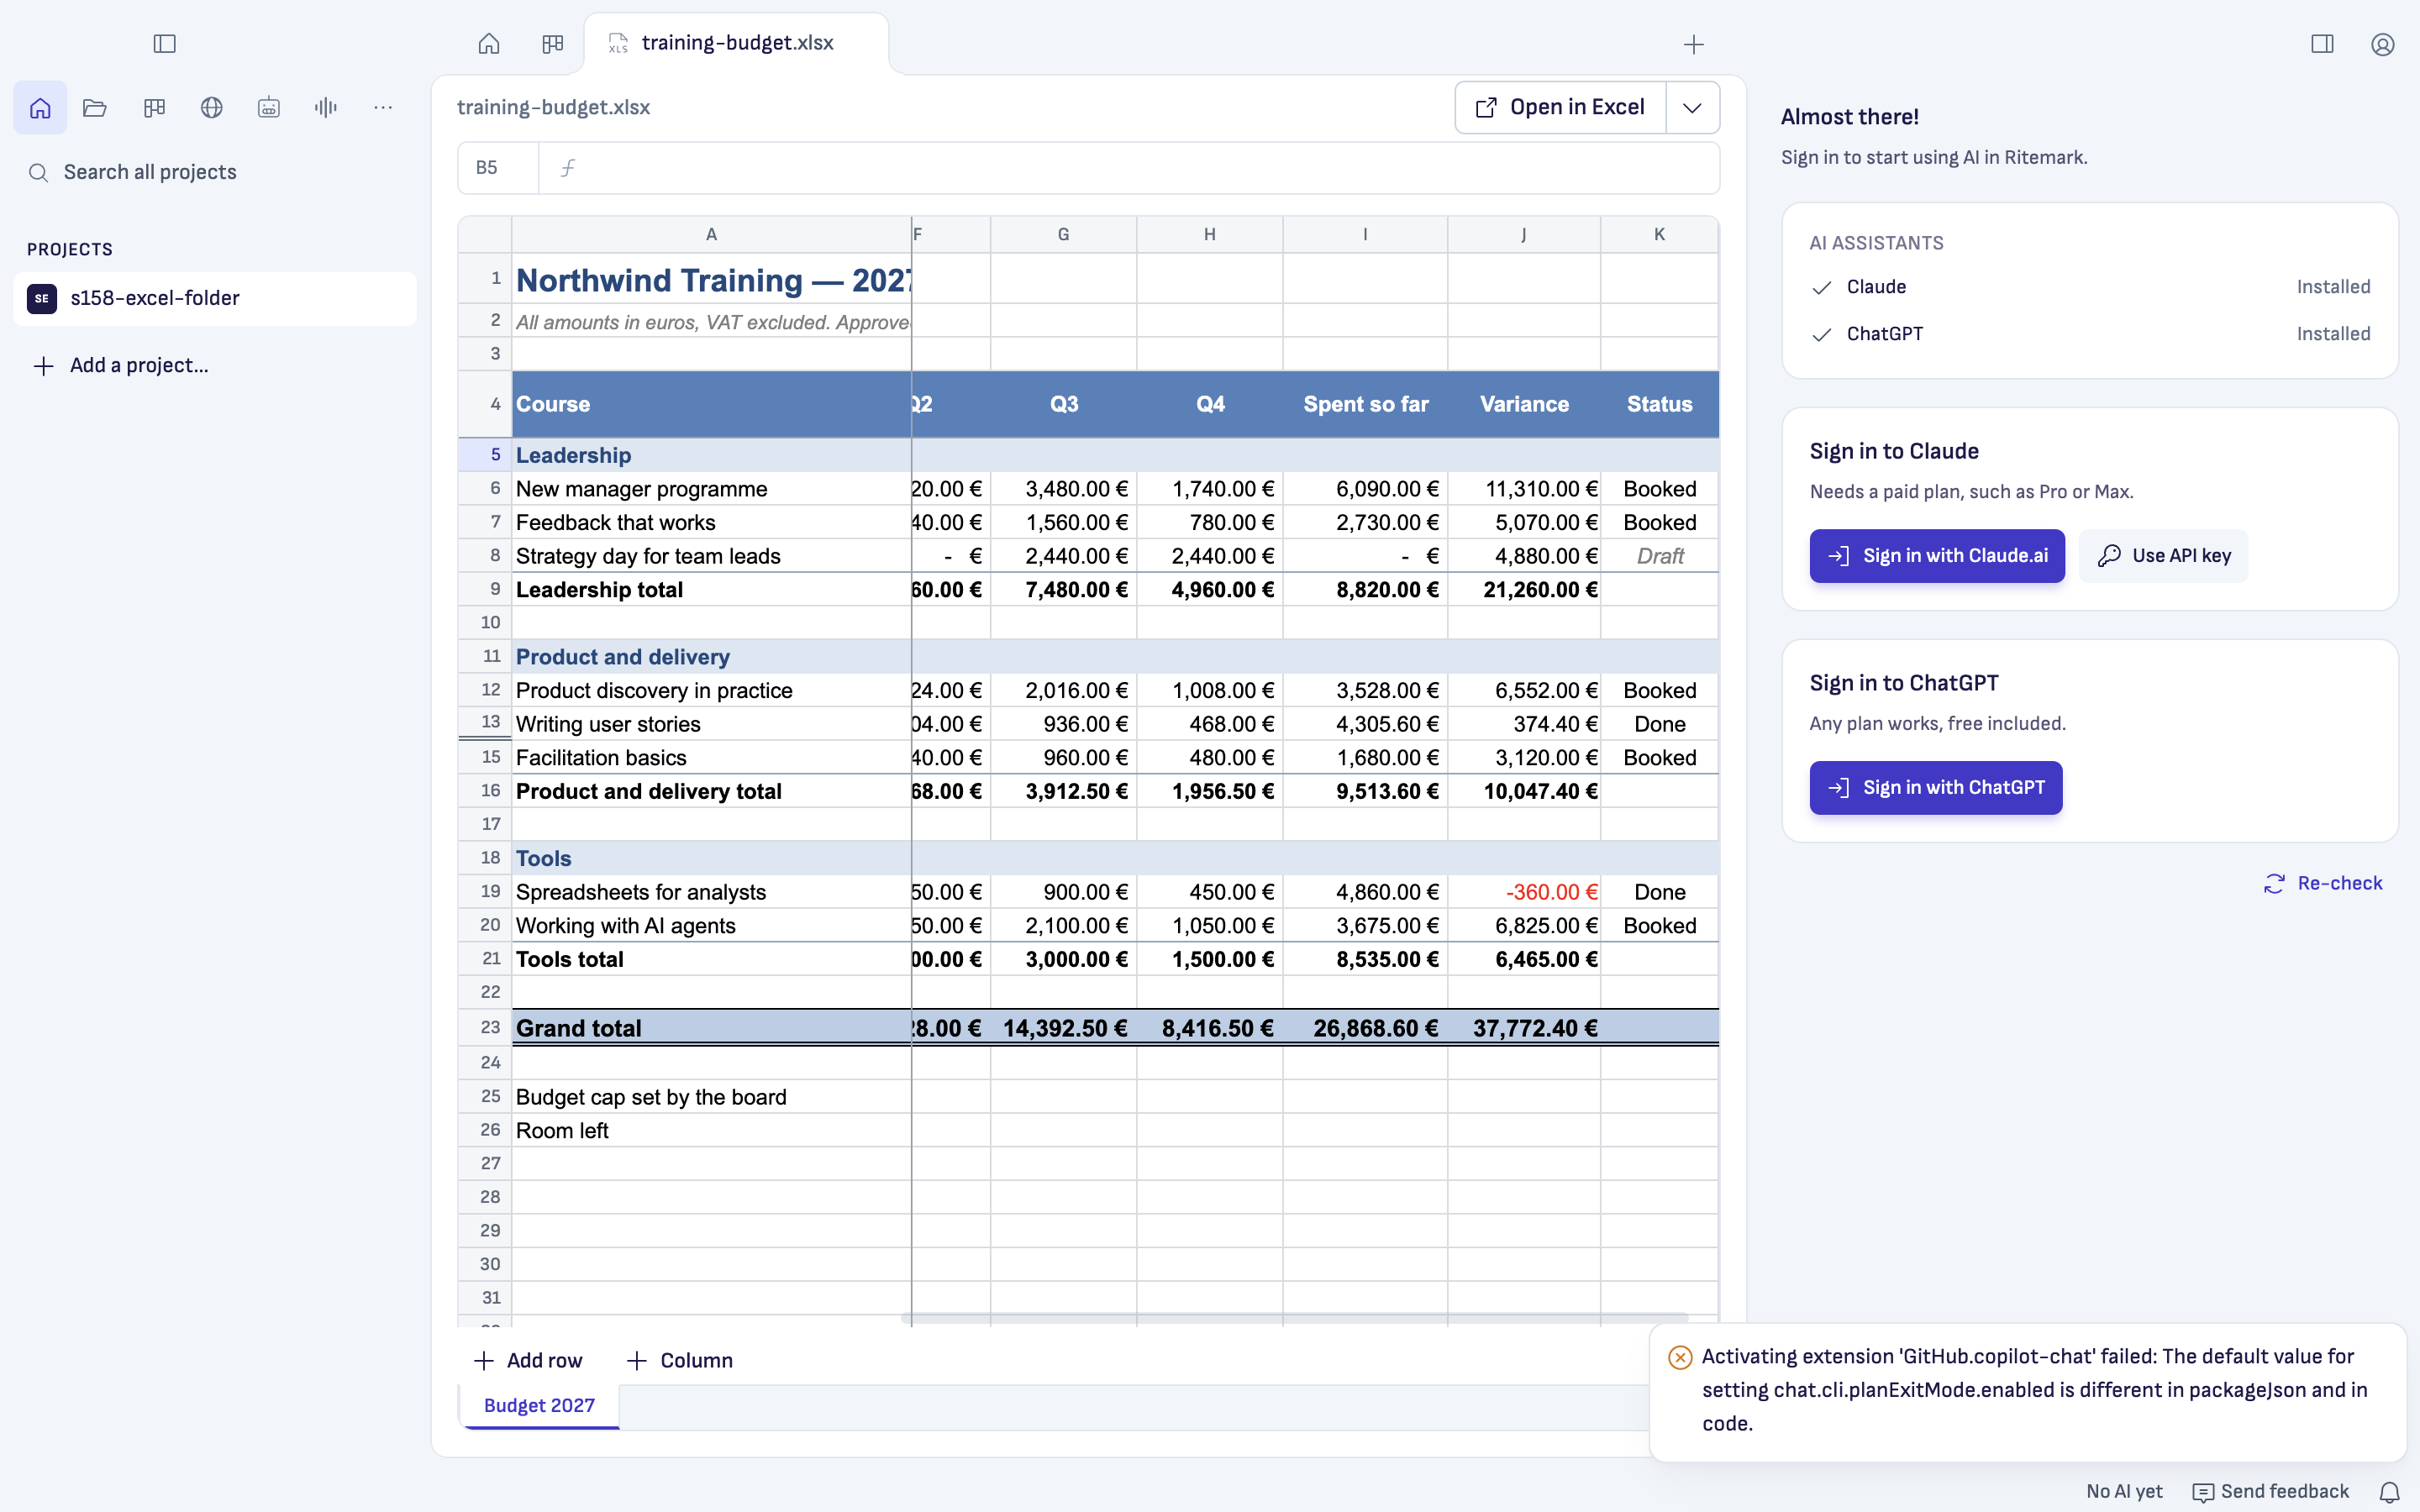 training-budget.xlsx
Search all projects
PROJECTS
SE s158-excel-folder
Add a project...
training-budget.xlsx
Open in Excel
B5
A F G H I J K
1 Northwind Training — 2027
2 All amounts in euros, VAT excluded. Approve
3
4 Course Q2 Q3 Q4 Spent so far Variance Status
5 Leadership
6 New manager programme 20.00 € 3,480.00 € 1,740.00 € 6,090.00 € 11,310.00 € Booked
7 Feedback that works 40.00 € 1,560.00 € 780.00 € 2,730.00 € 5,070.00 € Booked
8 Strategy day for team leads - € 2,440.00 € 2,440.00 € - € 4,880.00 € Draft
9 Leadership total 60.00 € 7,480.00 € 4,960.00 € 8,820.00 € 21,260.00 €
10
11 Product and delivery
12 Product discovery in practice 24.00 € 2,016.00 € 1,008.00 € 3,528.00 € 6,552.00 € Booked
13 Writing user stories 04.00 € 936.00 € 468.00 € 4,305.60 € 374.40 € Done
15 Facilitation basics 40.00 € 960.00 € 480.00 € 1,680.00 € 3,120.00 € Booked
16 Product and delivery total 68.00 € 3,912.50 € 1,956.50 € 9,513.60 € 10,047.40 €
17
18 Tools
19 Spreadsheets for analysts 50.00 € 900.00 € 450.00 € 4,860.00 € -360.00 € Done
20 Working with AI agents 50.00 € 2,100.00 € 1,050.00 € 3,675.00 € 6,825.00 € Booked
21 Tools total 00.00 € 3,000.00 € 1,500.00 € 8,535.00 € 6,465.00 €
22
23 Grand total 28.00 € 14,392.50 € 8,416.50 € 26,868.60 € 37,772.40 €
24
25 Budget cap set by the board
26 Room left
27
28
29
30
31
Add row Column
Budget 2027
Almost there!
Sign in to start using AI in Ritemark.
AI ASSISTANTS
Claude Installed
ChatGPT Installed
Sign in to Claude
Needs a paid plan, such as Pro or Max.
Sign in with Claude.ai Use API key
Sign in to ChatGPT
Any plan works, free included.
Sign in with ChatGPT
Re-check
Activating extension 'GitHub.copilot-chat' failed: The default value for
setting chat.cli.planExitMode.enabled is different in packageJson and in
code.
No AI yet Send feedback